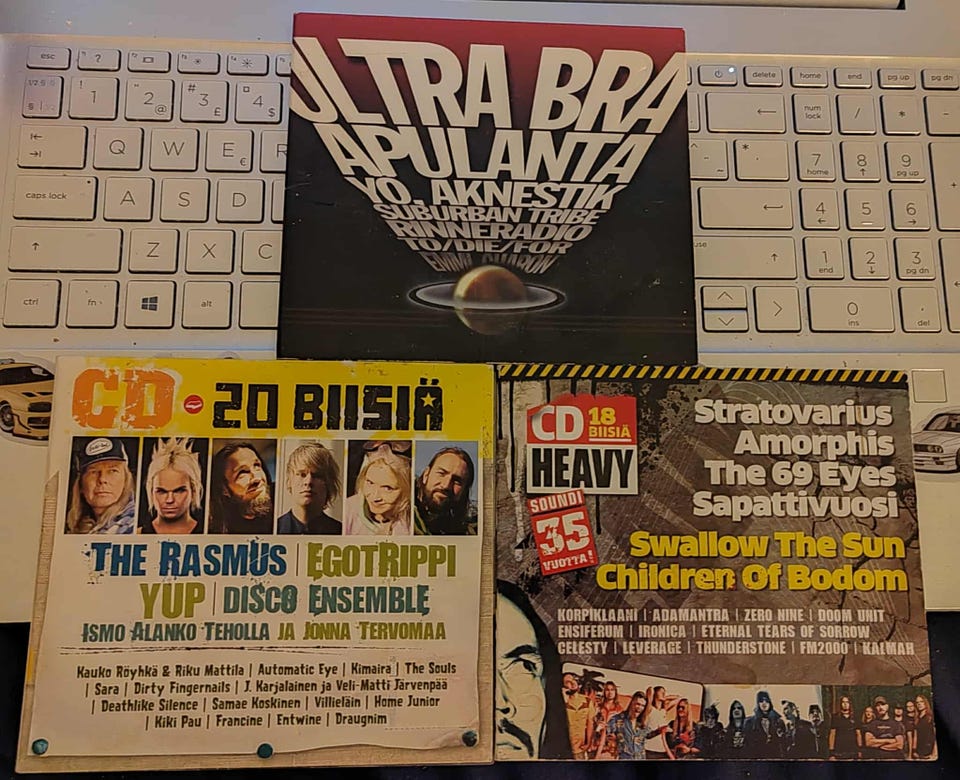 ULTRA BRA
APULANTA
YÖ, AKNESTIK
SUBURBAN TRIBE
RINNERADIO
TO/DIE/FOR
CD 20 BIISIÄ
THE RASMUS | EGOTRIPPI
YUP | DISCO ENSEMBLE
ISMO ALANKO TEHOLLA JA JONNA TERVOMAA
Kauko Röyhkä & Riku Mattila | Automatic Eye | Kimaira | The Souls
| Sara | Dirty Fingernails | J. Karjalainen ja Veli-Matti Järvenpää
| Deathlike Silence | Samae Koskinen | Villieläin | Home Junior
| Kiki Pau | Francine | Entwine | Draugnim
CD 18
BIISIÄ
HEAVY
SOUNDI
35
VUOTTA!
Stratovarius
Amorphis
The 69 Eyes
Sapattivuosi
Swallow The Sun
Children Of Bodom
KORPIKLAANI | ADAMANTRA | ZERO NINE | DOOM UNIT
ENSIFERUM | IRONICA | ETERNAL TEARS OF SORROW
CELESTY | LEVERAGE | THUNDERSTONE | FM2000 | KALMAH
esc
delete home end pg up pg dn
! 1 " 2 @ # 3 £ ¤ 4 $
num lock / * -
Q W E € R
7 home 8 9 pg up +
caps lock A S D
4 5 6
Z X C
1 end 2 3 pg dn
ctrl fn alt
0 ins . del